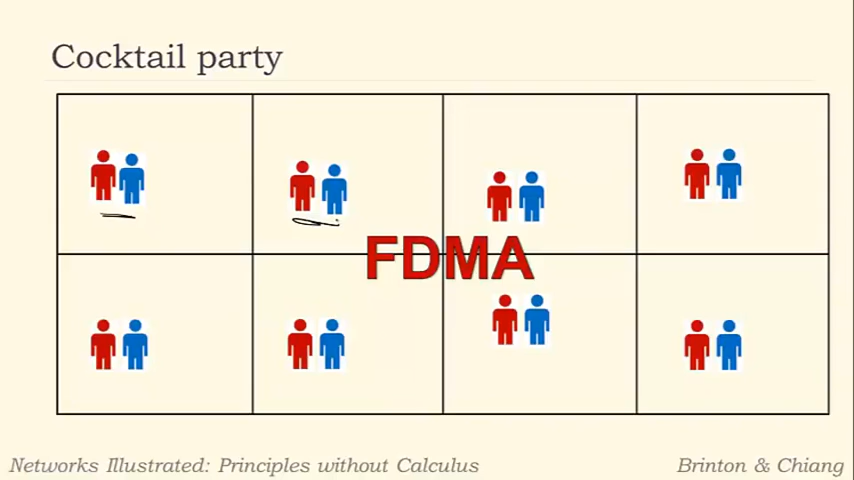 Cocktail party
FDMA
Networks Illustrated: Principles without Calculus
Brinton & Chiang